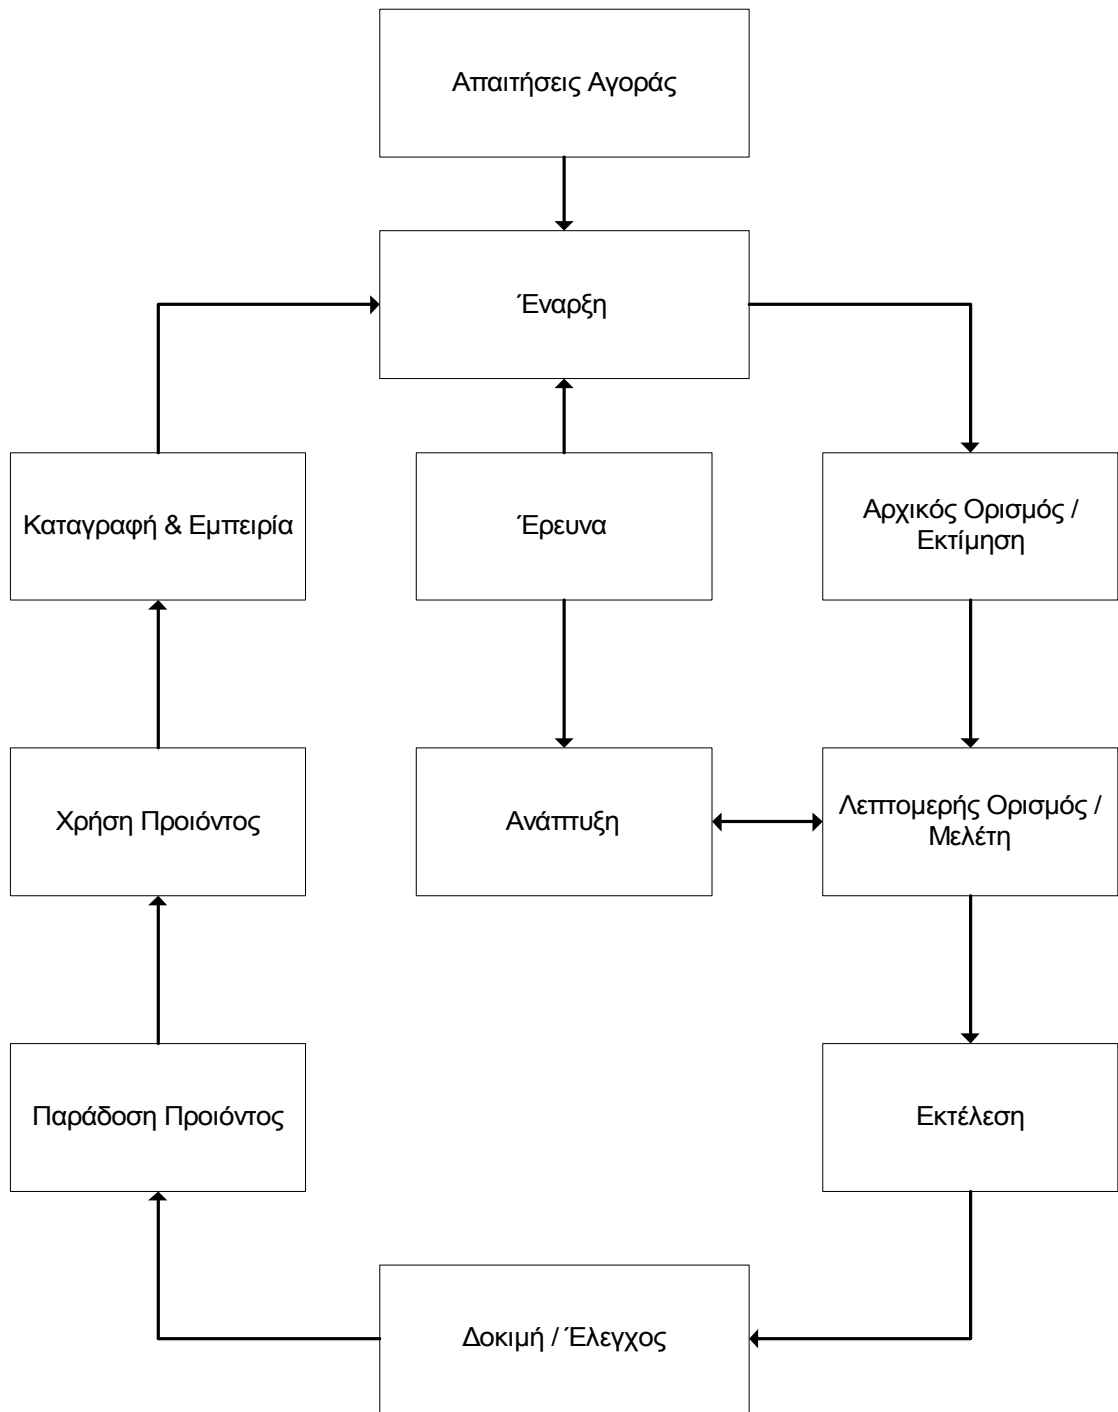 Απαιτήσεις Αγοράς
Έναρξη
Καταγραφή & Εμπειρία
Έρευνα
Αρχικός Ορισμός /
Εκτίμηση
Χρήση Προιόντος
Ανάπτυξη
Λεπτομερής Ορισμός /
Μελέτη
Παράδοση Προιόντος
Εκτέλεση
Δοκιμή / Έλεγχος